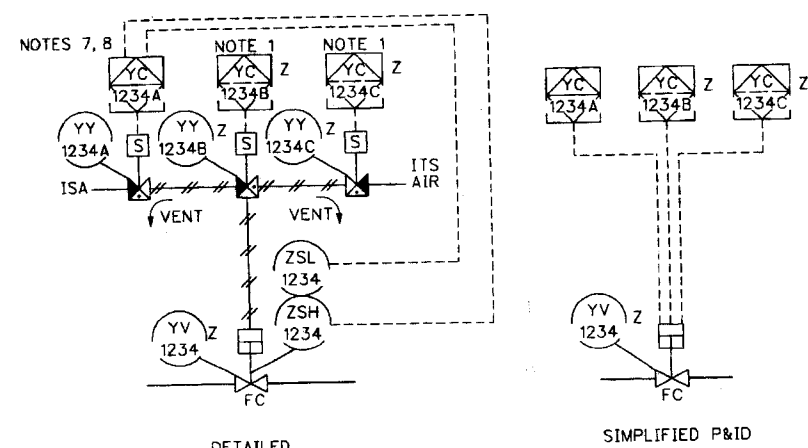 NOTES 7, 8
NOTE 1
NOTE 1
YC
1234A
YC
1234B
Z
YC
1234C
Z
YY
1234A
S
YY
1234B
Z
S
YY
1234C
Z
S
ISA
ITS
AIR
VENT
VENT
ZSL
1234
ZSH
1234
YV
1234
Z
FC
DETAILED
YC
1234A
YC
1234B
Z
YC
1234C
Z
YV
1234
Z
FC
SIMPLIFIED P&ID